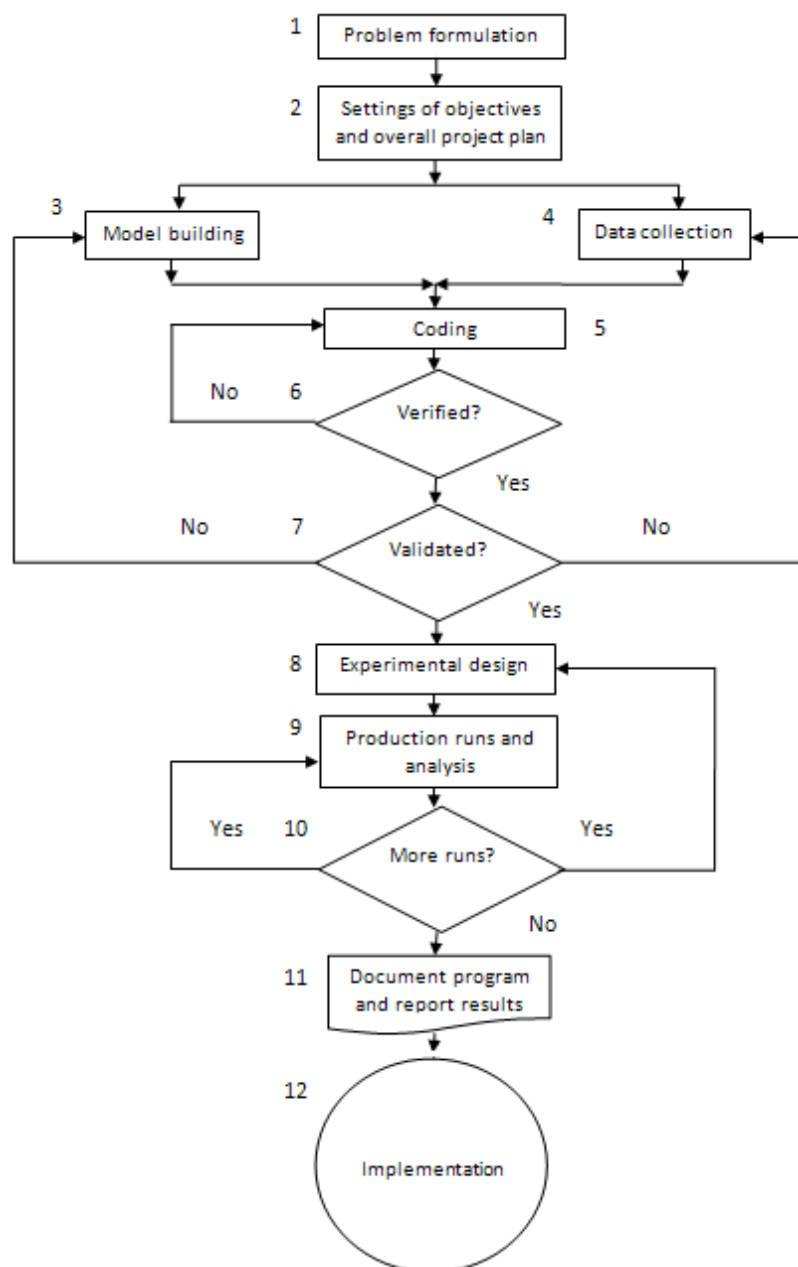 1
Problem formulation
2
Settings of objectives
and overall project plan
3
Model building
4
Data collection
Coding
5
No
6
Verified?
Yes
No
7
Validated?
No
Yes
8
Experimental design
9
Production runs and
analysis
Yes
10
More runs?
Yes
No
11
Document program
and report results
12
Implementation